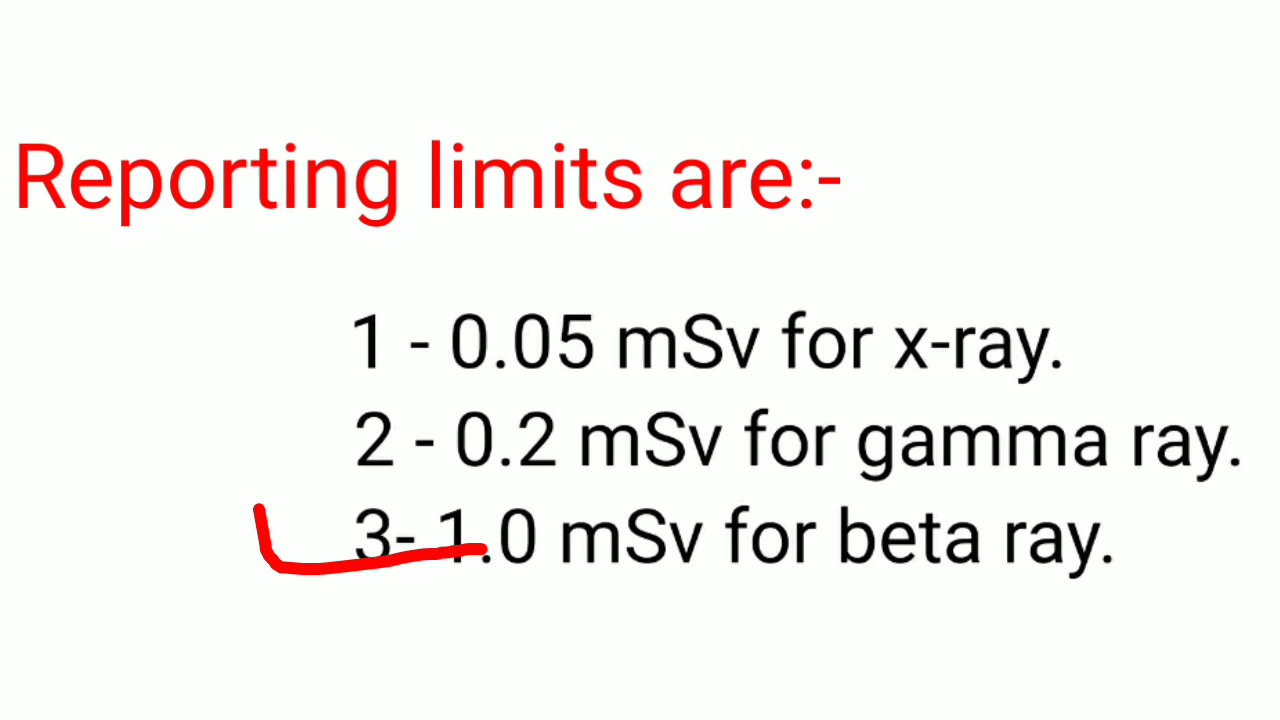 Reporting limits are:-
1 - 0.05 mSv for x-ray.
2 - 0.2 mSv for gamma ray.
3- 1.0 mSv for beta ray.